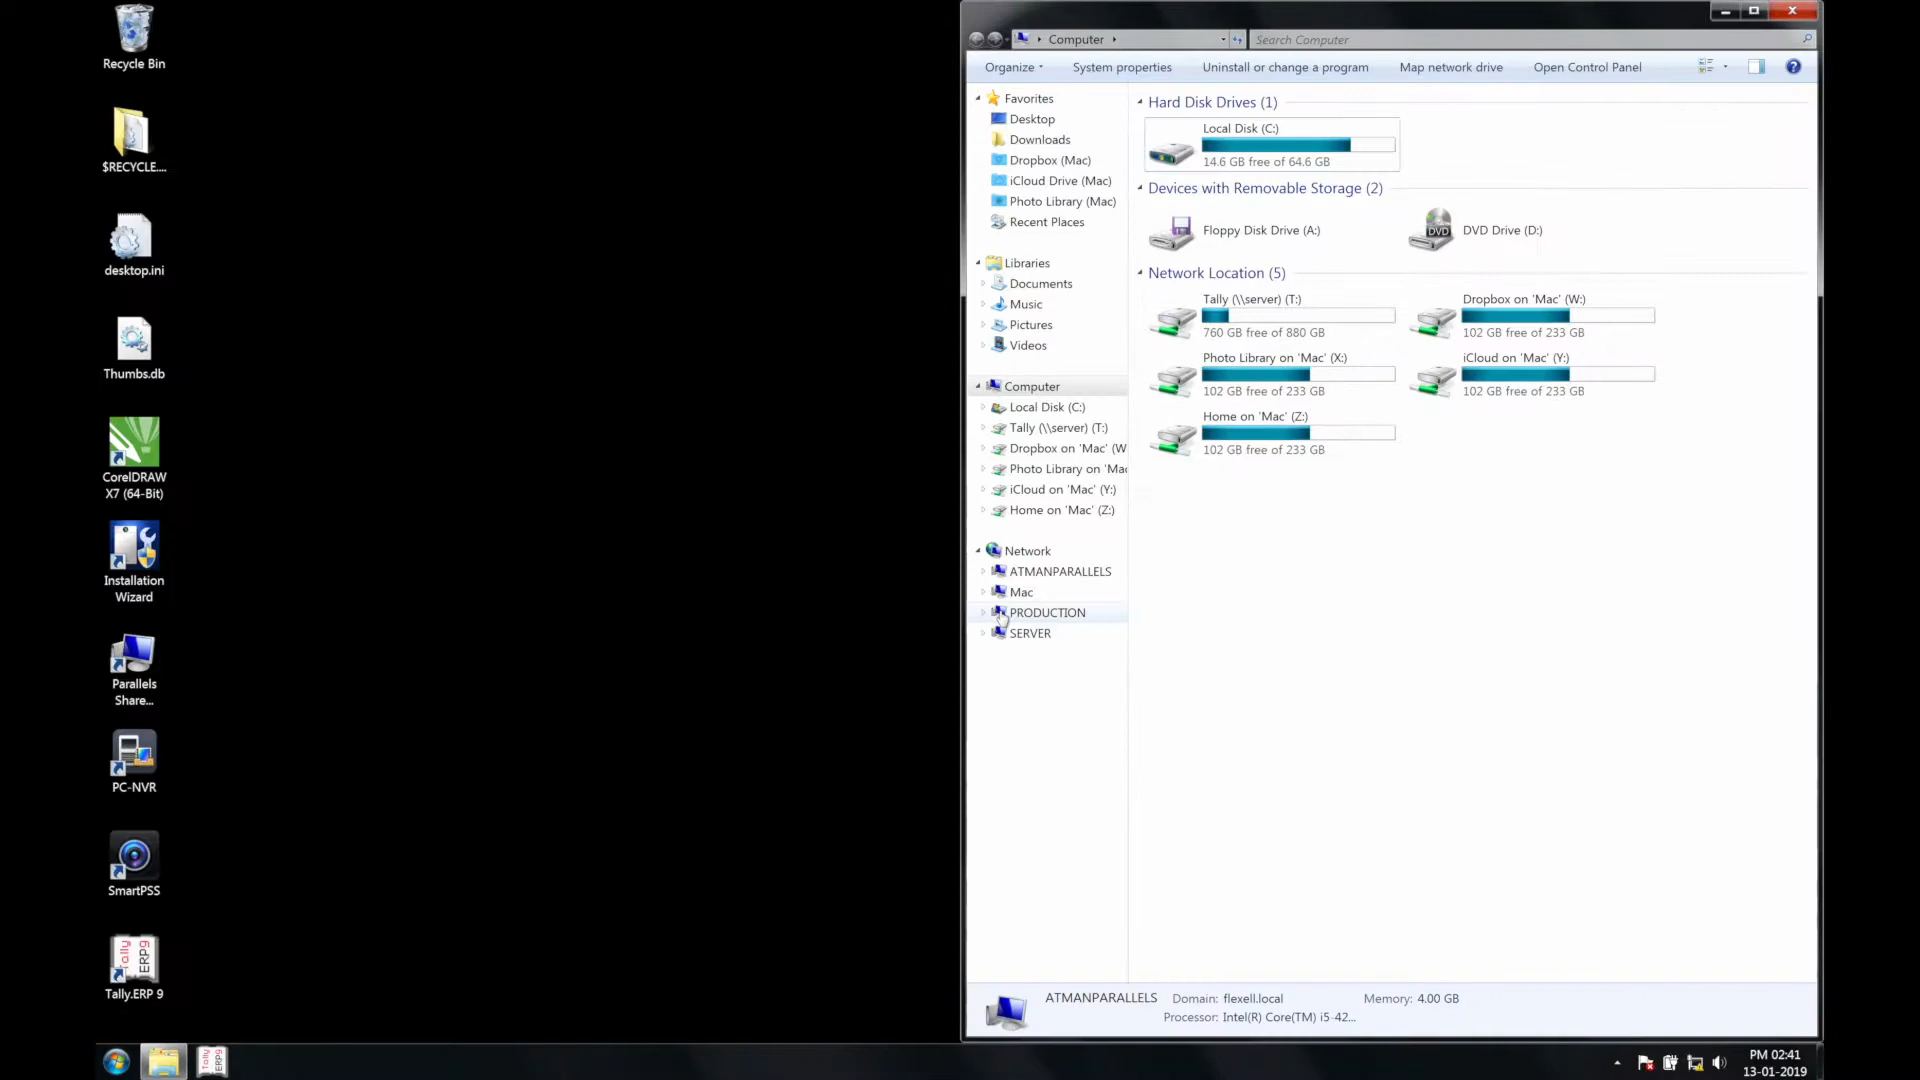 Recycle Bin
$RECYCLE....
desktop.ini
Thumbs.db
CorelDRAW
X7 (64-Bit)
Installation
Wizard
Parallels
Share...
PC-NVR
SmartPSS
Tally
ERP9
Tally.ERP 9
Computer
Search Computer
Organize
System properties
Uninstall or change a program
Map network drive
Open Control Panel
Favorites
Desktop
Downloads
Dropbox (Mac)
iCloud Drive (Mac)
Photo Library (Mac)
Recent Places
Libraries
Documents
Music
Pictures
Videos
Computer
Local Disk (C:)
Tally (\\server) (T:)
Dropbox on 'Mac' (W
Photo Library on 'Mac
iCloud on 'Mac' (Y:)
Home on 'Mac' (Z:)
Network
ATMANPARALLELS
Mac
PRODUCTION
SERVER
Hard Disk Drives (1)
Local Disk (C:)
14.6 GB free of 64.6 GB
Devices with Removable Storage (2)
Floppy Disk Drive (A:)
DVD
DVD Drive (D:)
Network Location (5)
Tally (\\server) (T:)
760 GB free of 880 GB
Dropbox on 'Mac' (W:)
102 GB free of 233 GB
Photo Library on 'Mac' (X:)
102 GB free of 233 GB
iCloud on 'Mac' (Y:)
102 GB free of 233 GB
Home on 'Mac' (Z:)
102 GB free of 233 GB
ATMANPARALLELS Domain: flexell.local Memory: 4.00 GB
Processor: Intel(R) Core(TM) i5-42...
Tally
ERP9
PM 02:41
13-01-2019